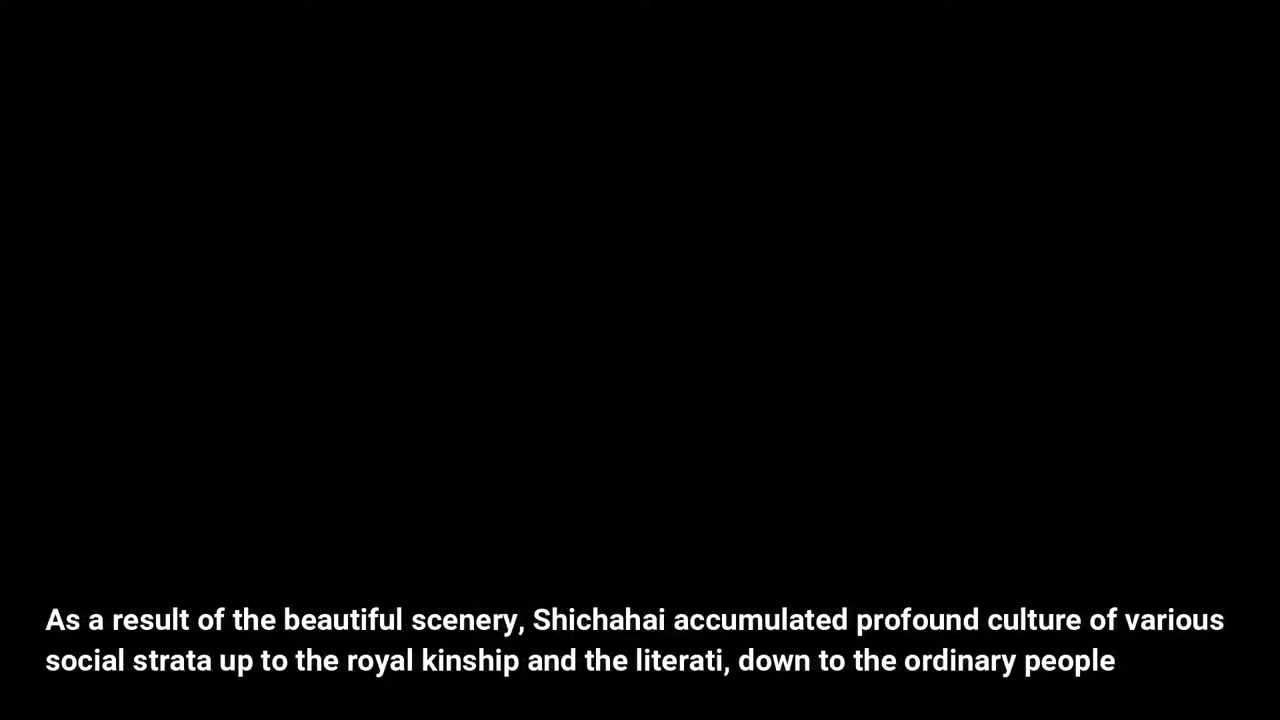 As a result of the beautiful scenery, Shichahai accumulated profound culture of various
social strata up to the royal kinship and the literati, down to the ordinary people